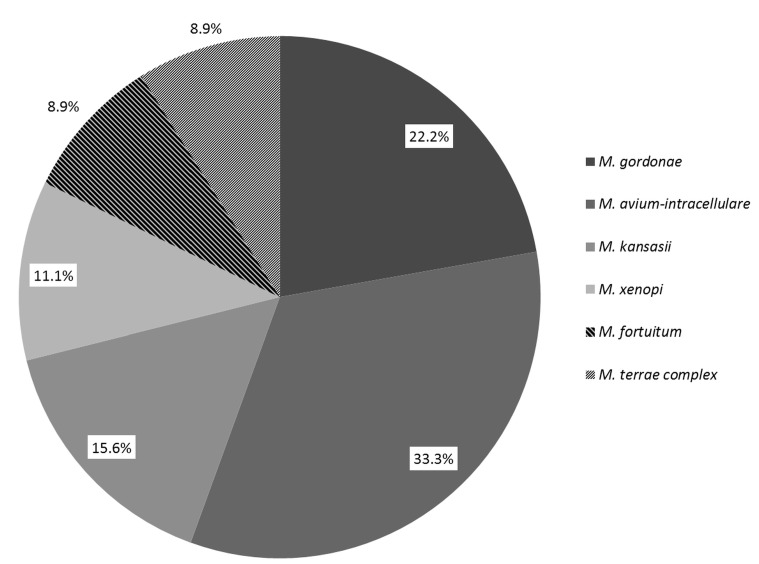 8.9%
8.9%
22.2%
11.1%
15.6%
33.3%
M. gordonae
M. avium-intracellulare
M. kansasii
M. xenopi
M. fortuitum
M. terrae complex